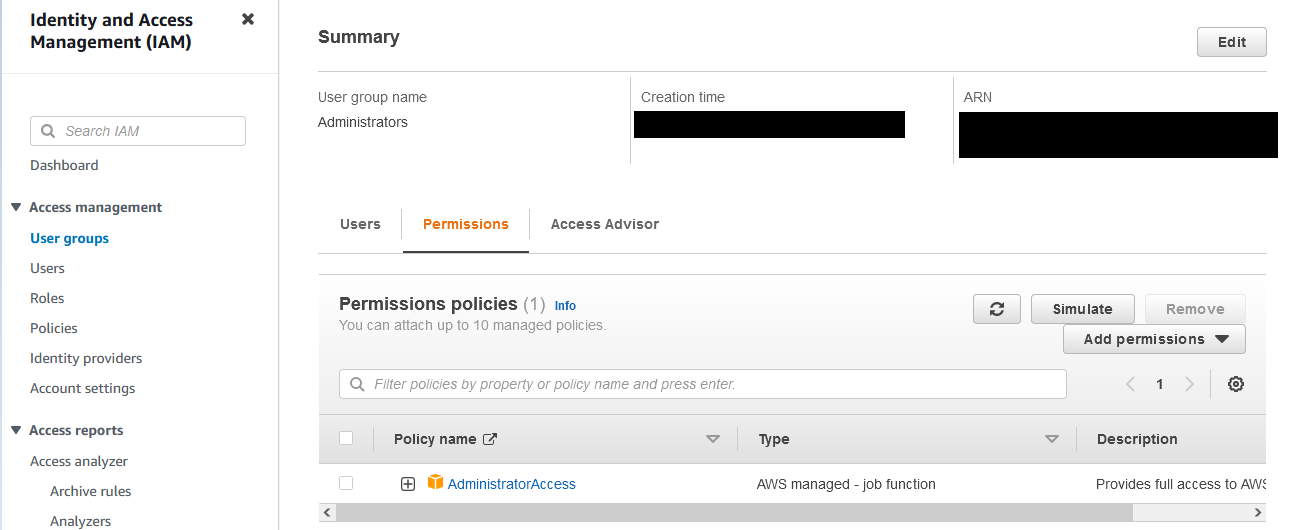 Identity and Access
Management (IAM)
Search IAM
Dashboard
Access management
User groups
Users
Roles
Policies
Identity providers
Account settings
Access reports
Access analyzer
Archive rules
Analyzers
Summary
Edit
User group name
Administrators
Creation time
ARN
Users
Permissions
Access Advisor
Permissions policies (1) Info
You can attach up to 10 managed policies.
Simulate
Remove
Add permissions
Filter policies by property or policy name and press enter.
1
Policy name
Type
Description
AdministratorAccess
AWS managed - job function
Provides full access to AWS